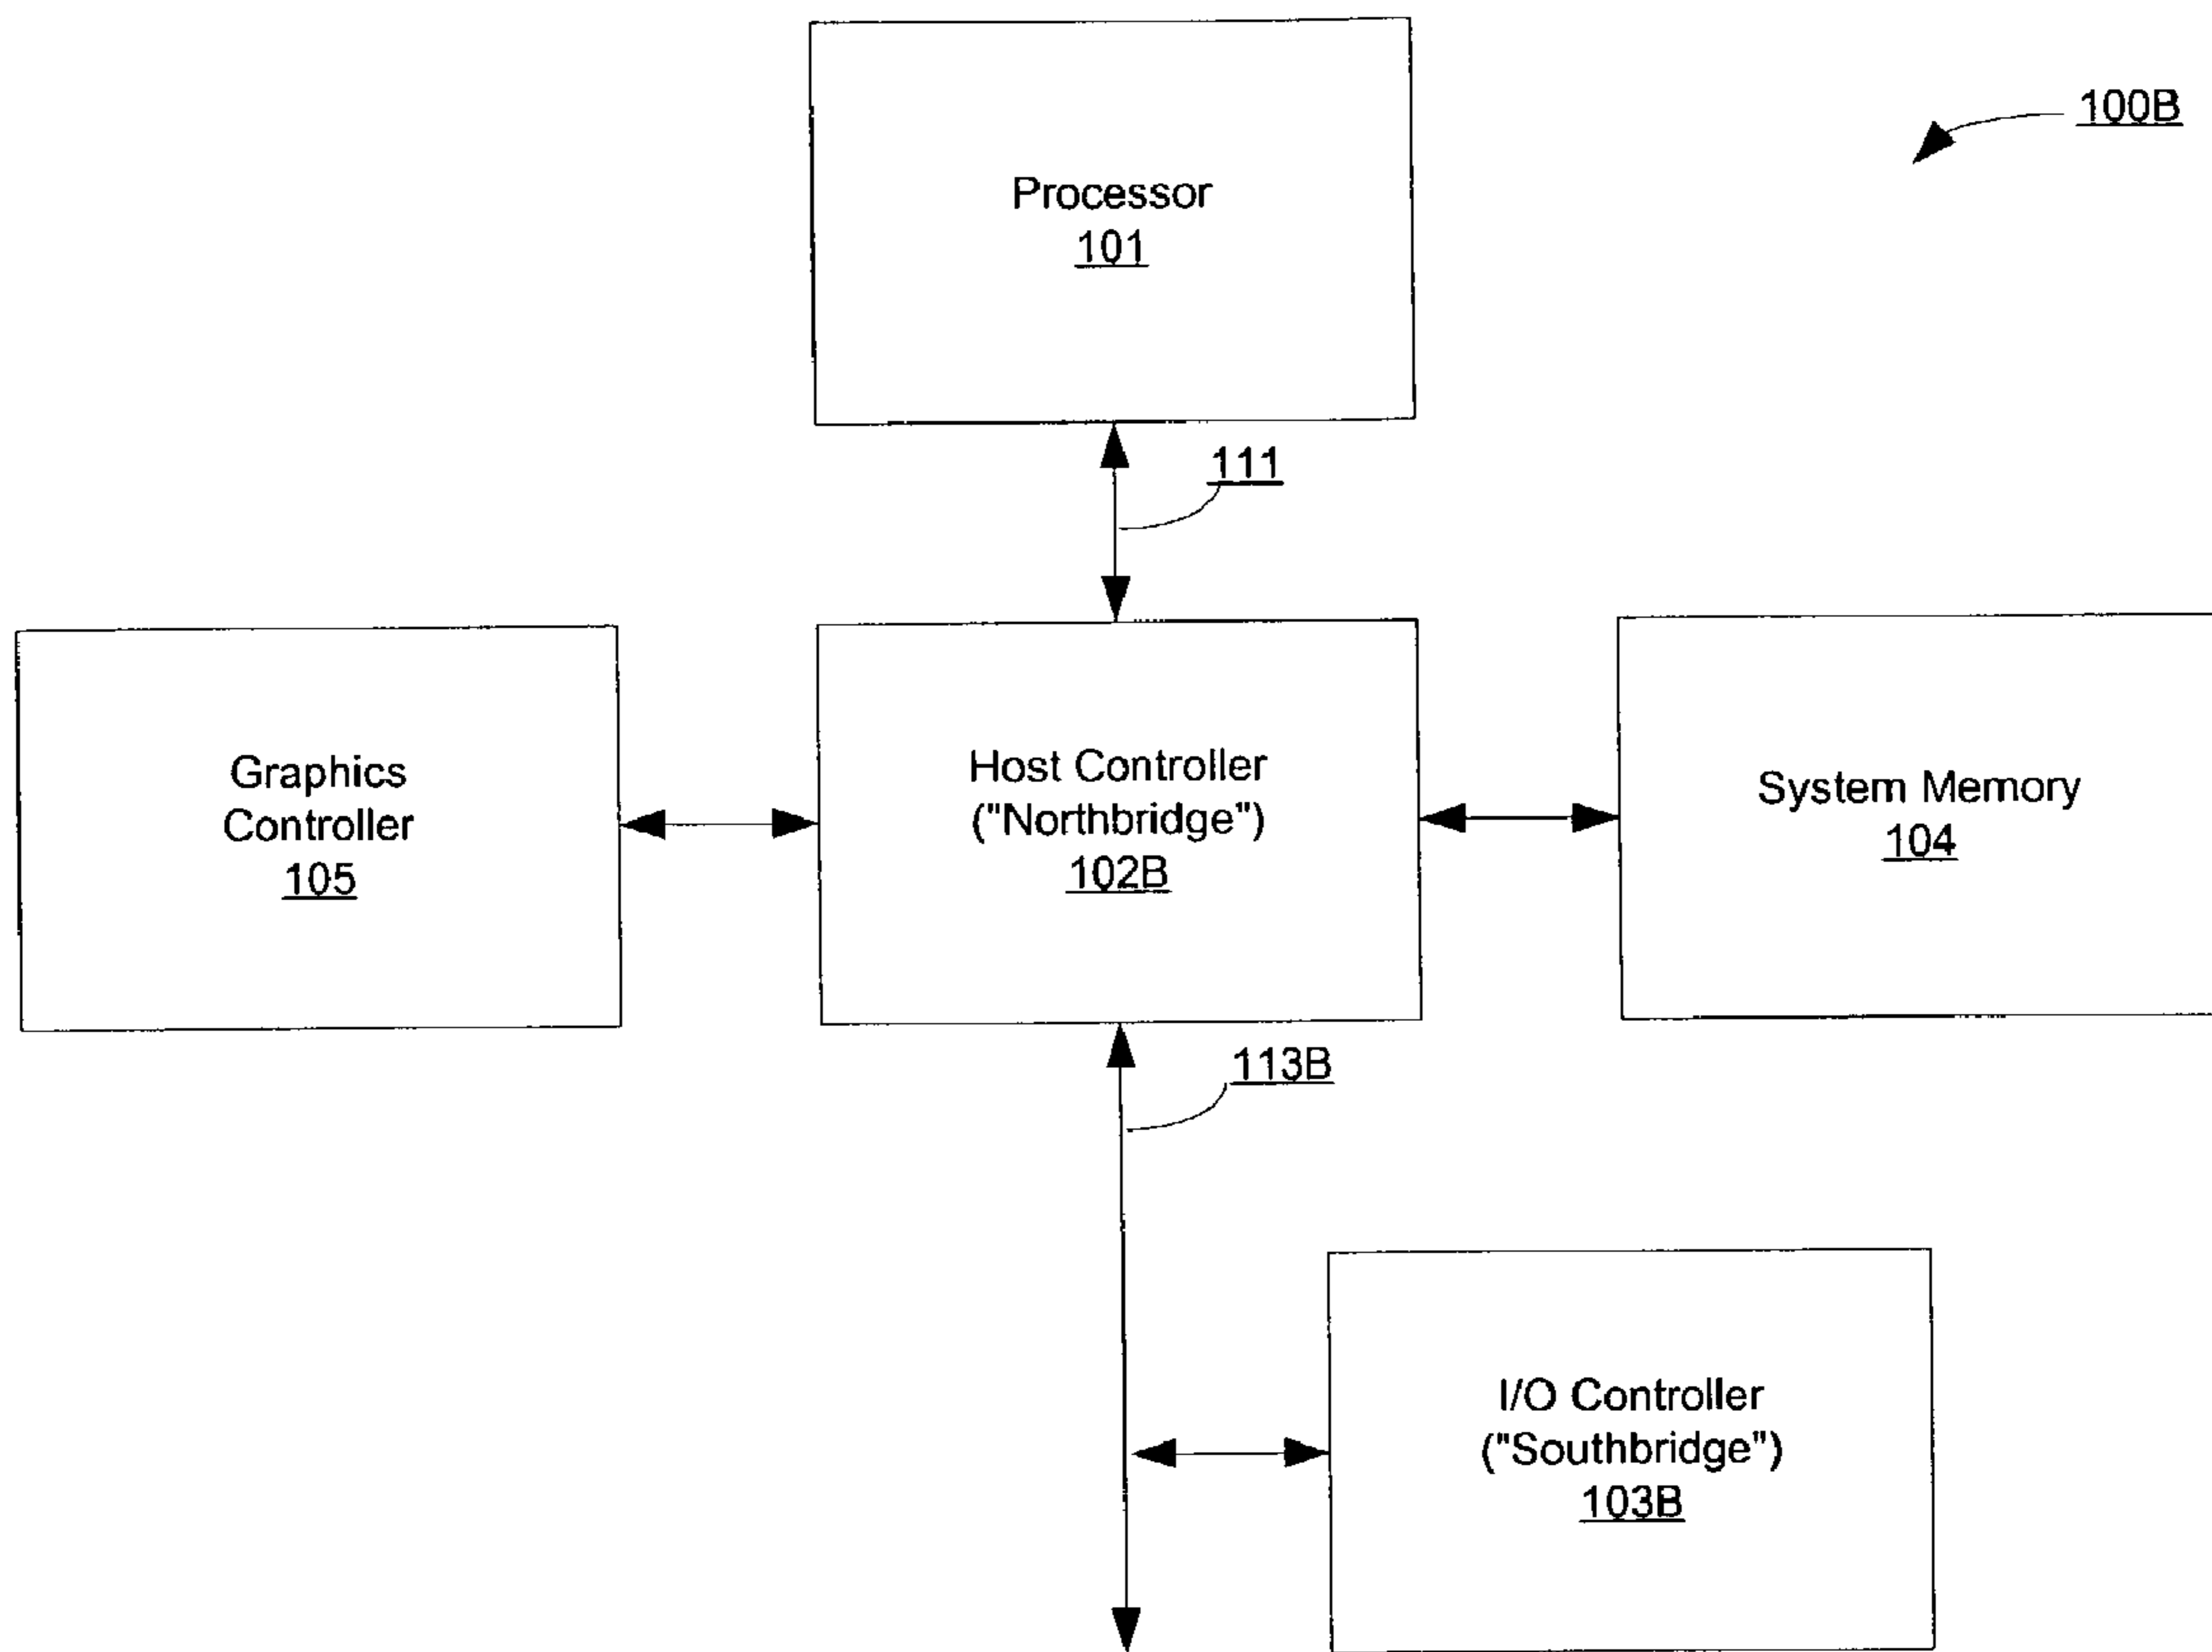 100B
Processor
101
111
Graphics
Controller
105
Host Controller
("Northbridge")
102B
System Memory
104
113B
I/O Controller
("Southbridge")
103B